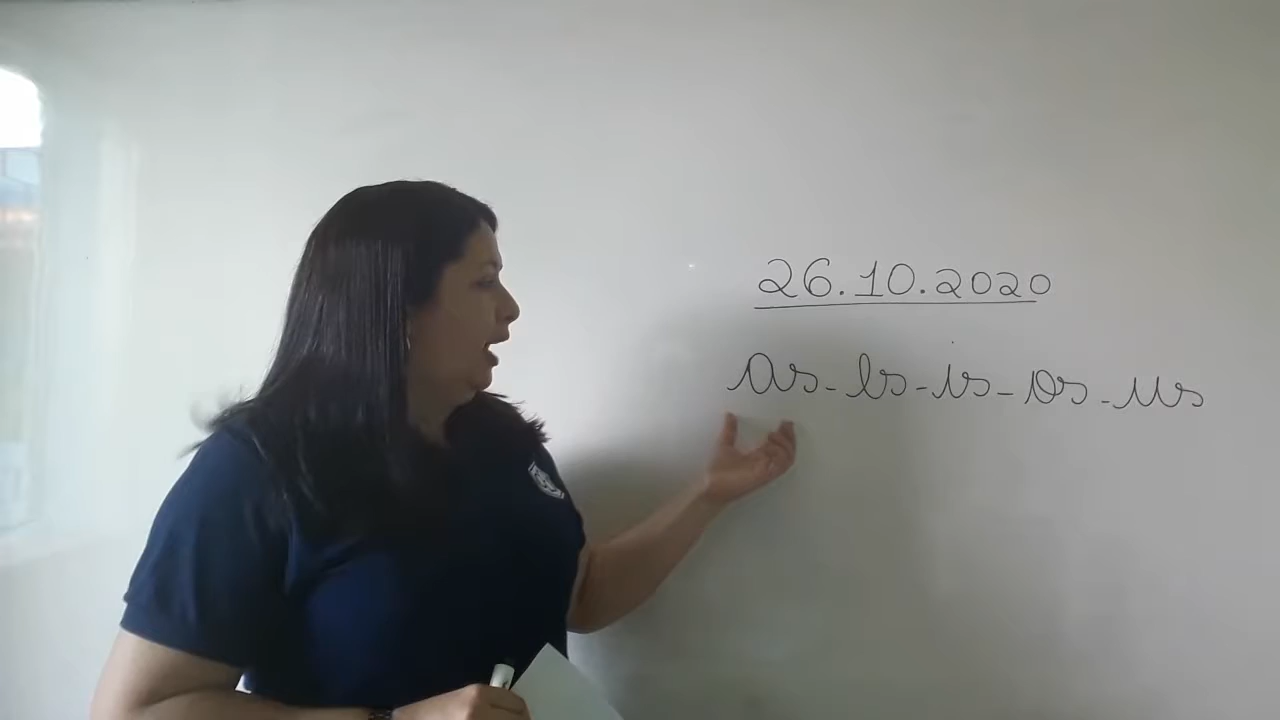 26.10.2020
as - es - is - os - us